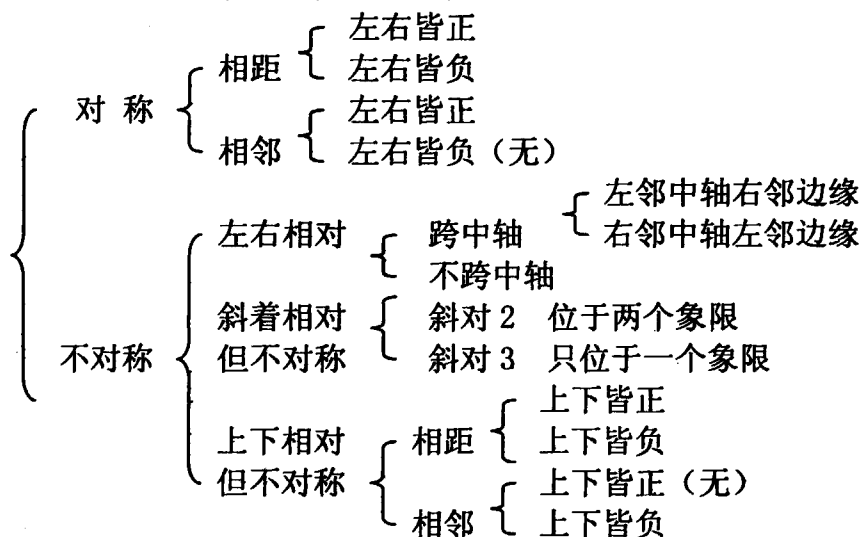 左右皆正
相距
左右皆负
对称
左右皆正
相邻
左右皆负（无）
左邻中轴右邻边缘
左右相对 跨中轴
右邻中轴左邻边缘
不跨中轴
斜着相对 斜对2 位于两个象限
不对称 但不对称 斜对3 只位于一个象限
上下皆正
上下相对 相距
上下皆负
但不对称
上下皆正（无）
相邻
上下皆负